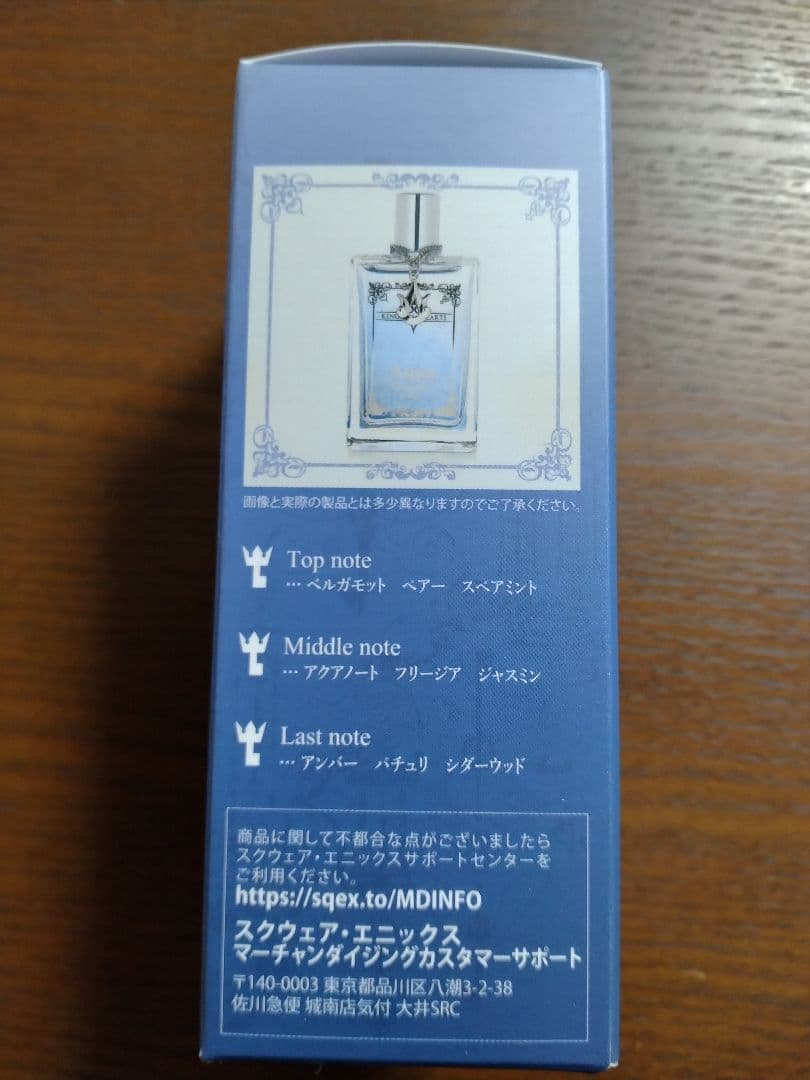 画像と実際の製品とは多少異なりますのでご了承ください。
Top note
… ベルガモット ペアー スペアミント
Middle note
… アクアノート フリージア ジャスミン
Last note
… アンバー パチュリ シダーウッド
商品に関して不都合な点がございましたら
スクウェア・エニックスサポートセンターを
ご利用ください。
https://sqex.to/MDINFO
スクウェア・エニックス
マーチャンダイジングカスタマーサポート
〒140-0003 東京都品川区八潮3-2-38
佐川急便 城南店気付 大井SRC